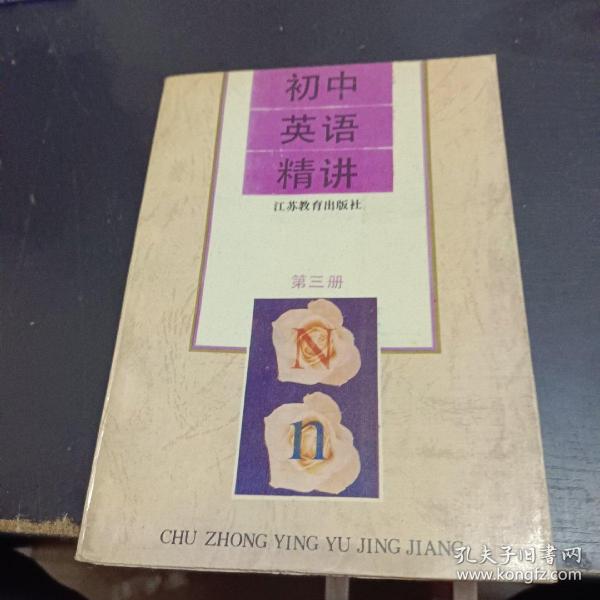 初中
英语
精讲
江苏教育出版社
第三册
N
n
CHU ZHONG YING YU JING JIANG
孔夫子旧书网
www.kongfz.com